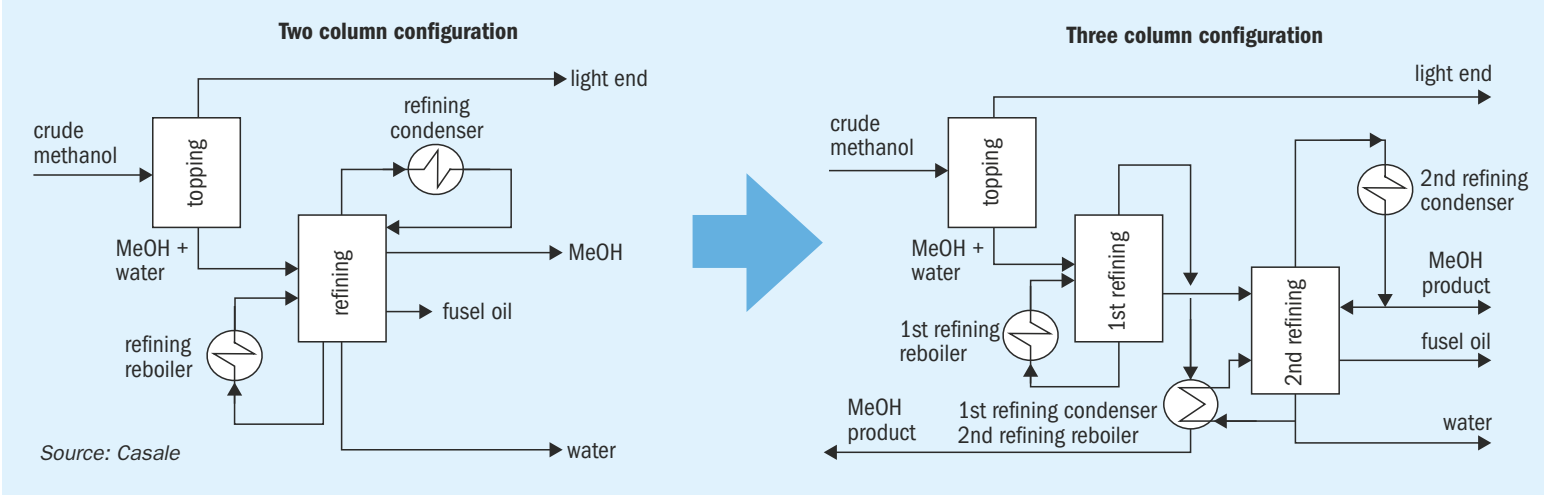 Two column configuration
light end
refining
condenser
crude
methanol
topping
MeOH +
water
MeOH
refining
fusel oil
refining
reboiler
water
Source: Casale
Three column configuration
light end
crude
methanol
topping
2nd refining
condenser
MeOH +
water
1st refining
MeOH
product
1st refining
reboiler
2nd refining
fusel oil
MeOH
product
1st refining condenser
2nd refining reboiler
water